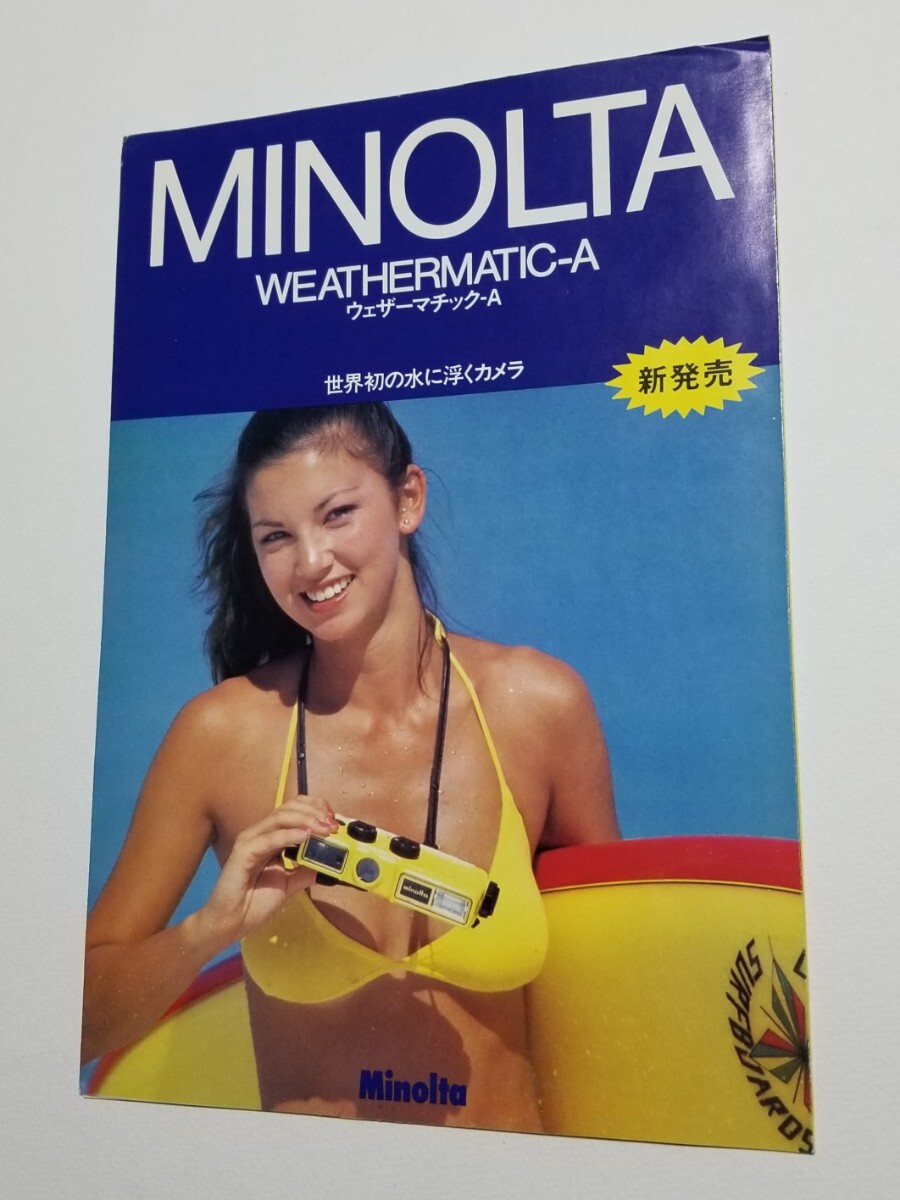 MINOLTA
WEATHERMATIC-A
ウェザーマチック-A
世界初の水に浮くカメラ
新発売
minolta
SURFBOARDS
Minolta